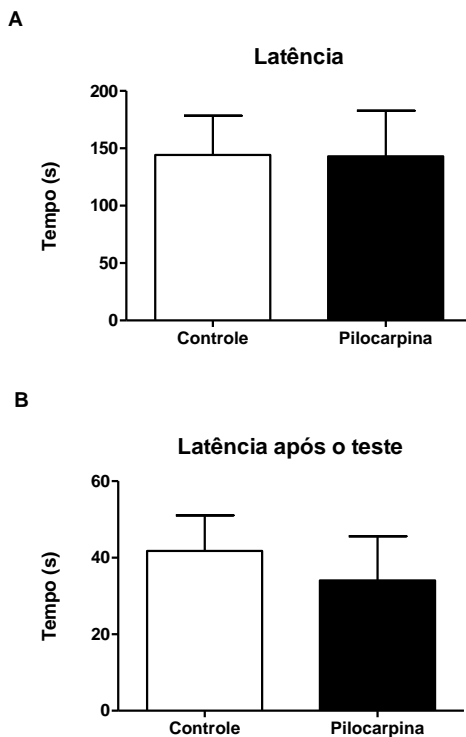 A
Latência
200
150
100
50
0
Tempo (s)
Controle Pilocarpina
B
Latência após o teste
60
40
20
0
Tempo (s)
Controle Pilocarpina